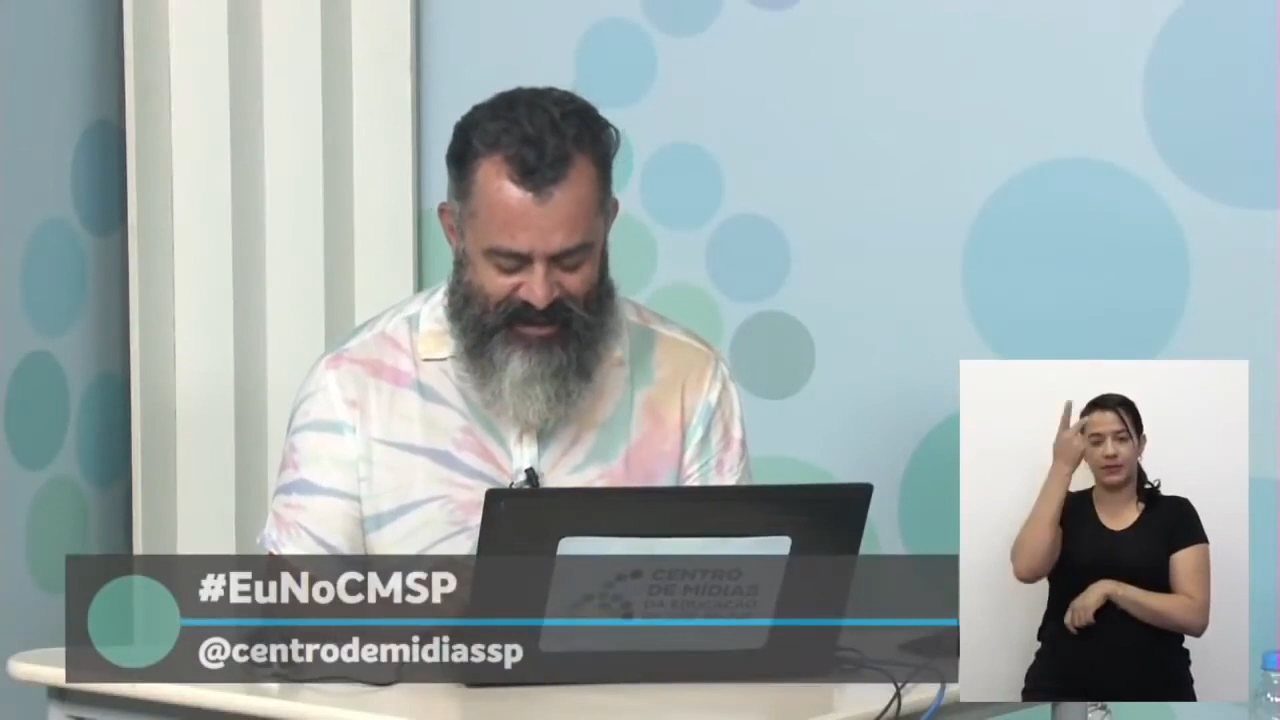 #EuNoCMSP
@centrodemidiassp
CENTRO
DE MÍDIAS
DA EDUCAÇÃO